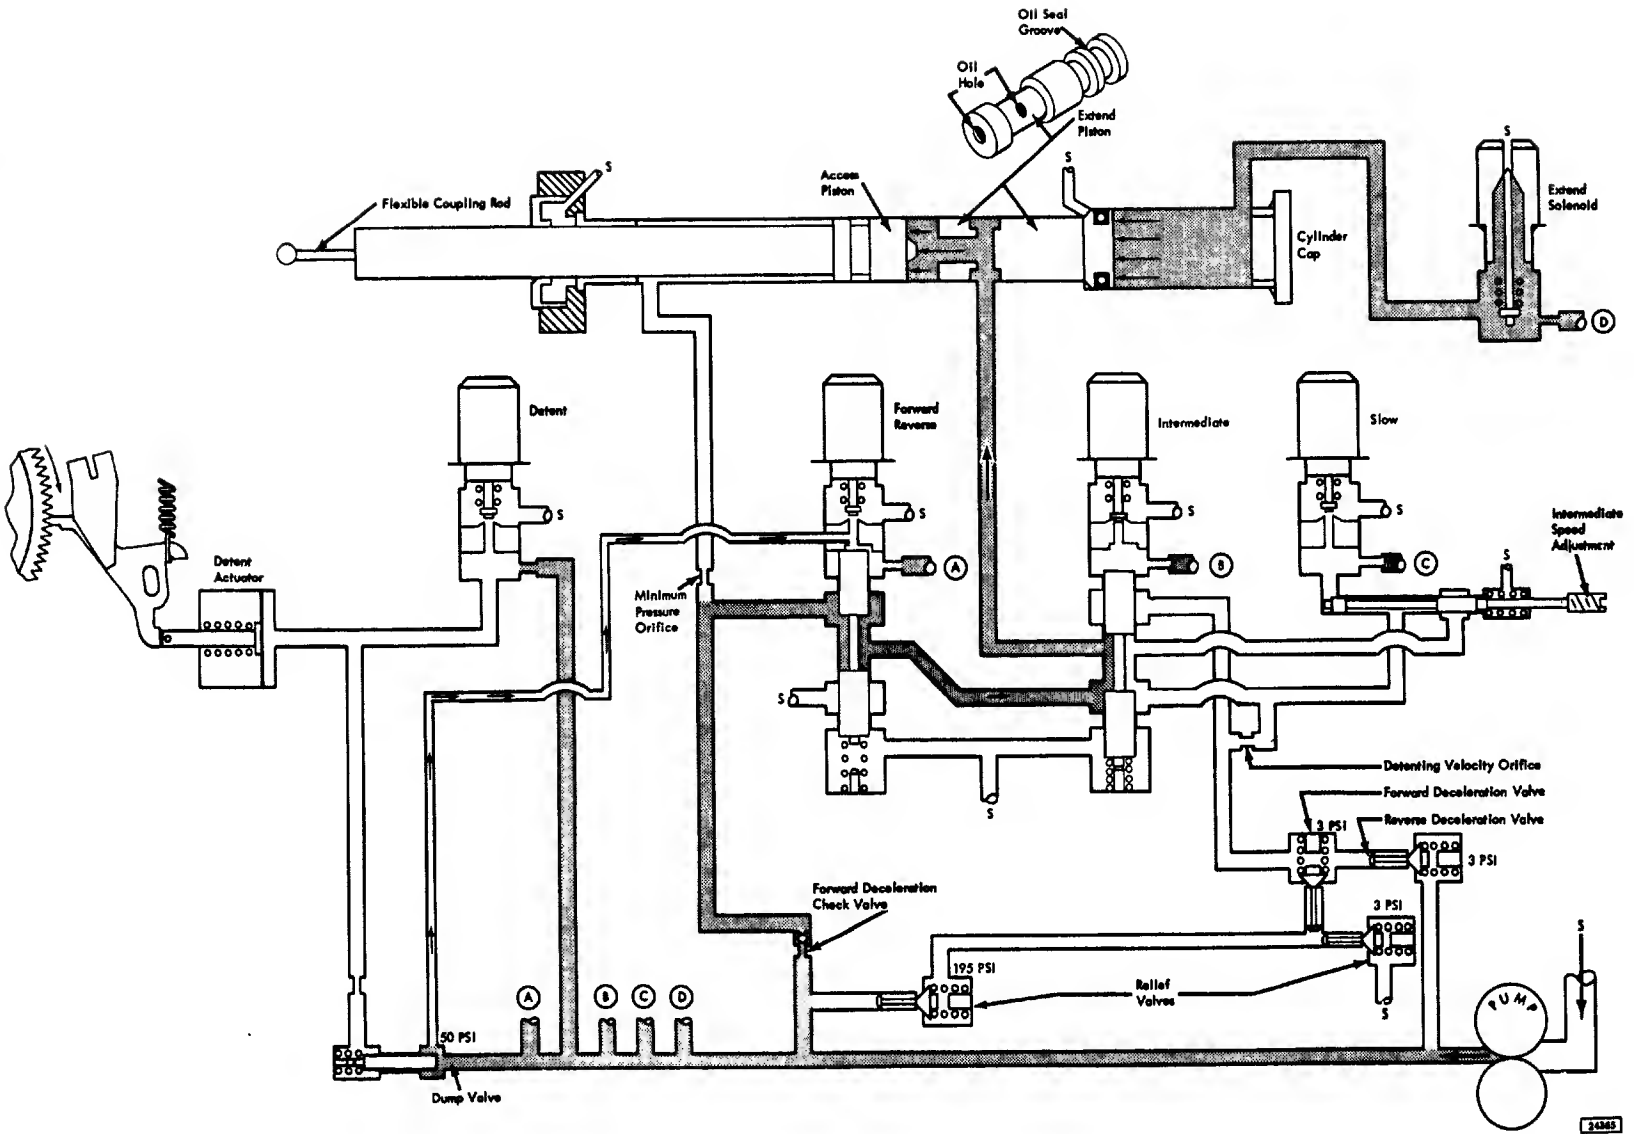 Oil Seal
Groove
Oil
Hole
Extend
Piston
S
S
S
Access
Piston
Flexible Coupling Rod
Extend
Solenoid
Cylinder
Cap
D
Detent
Forward
Reverse
Intermediate
Slow
S
S
S
S
Intermediate
Speed
Adjustment
S
Detent
Actuator
A
B
C
Minimum
Pressure
Orifice
S
Detenting Velocity Orifice
Forward Deceleration Valve
S
3 PSI
Reverse Deceleration Valve
3 PSI
Forward Deceleration
Check Valve
3 PSI
S
195 PSI
Relief
Valves
S
PUMP
A
B
C
D
50 PSI
Dump Valve
24365